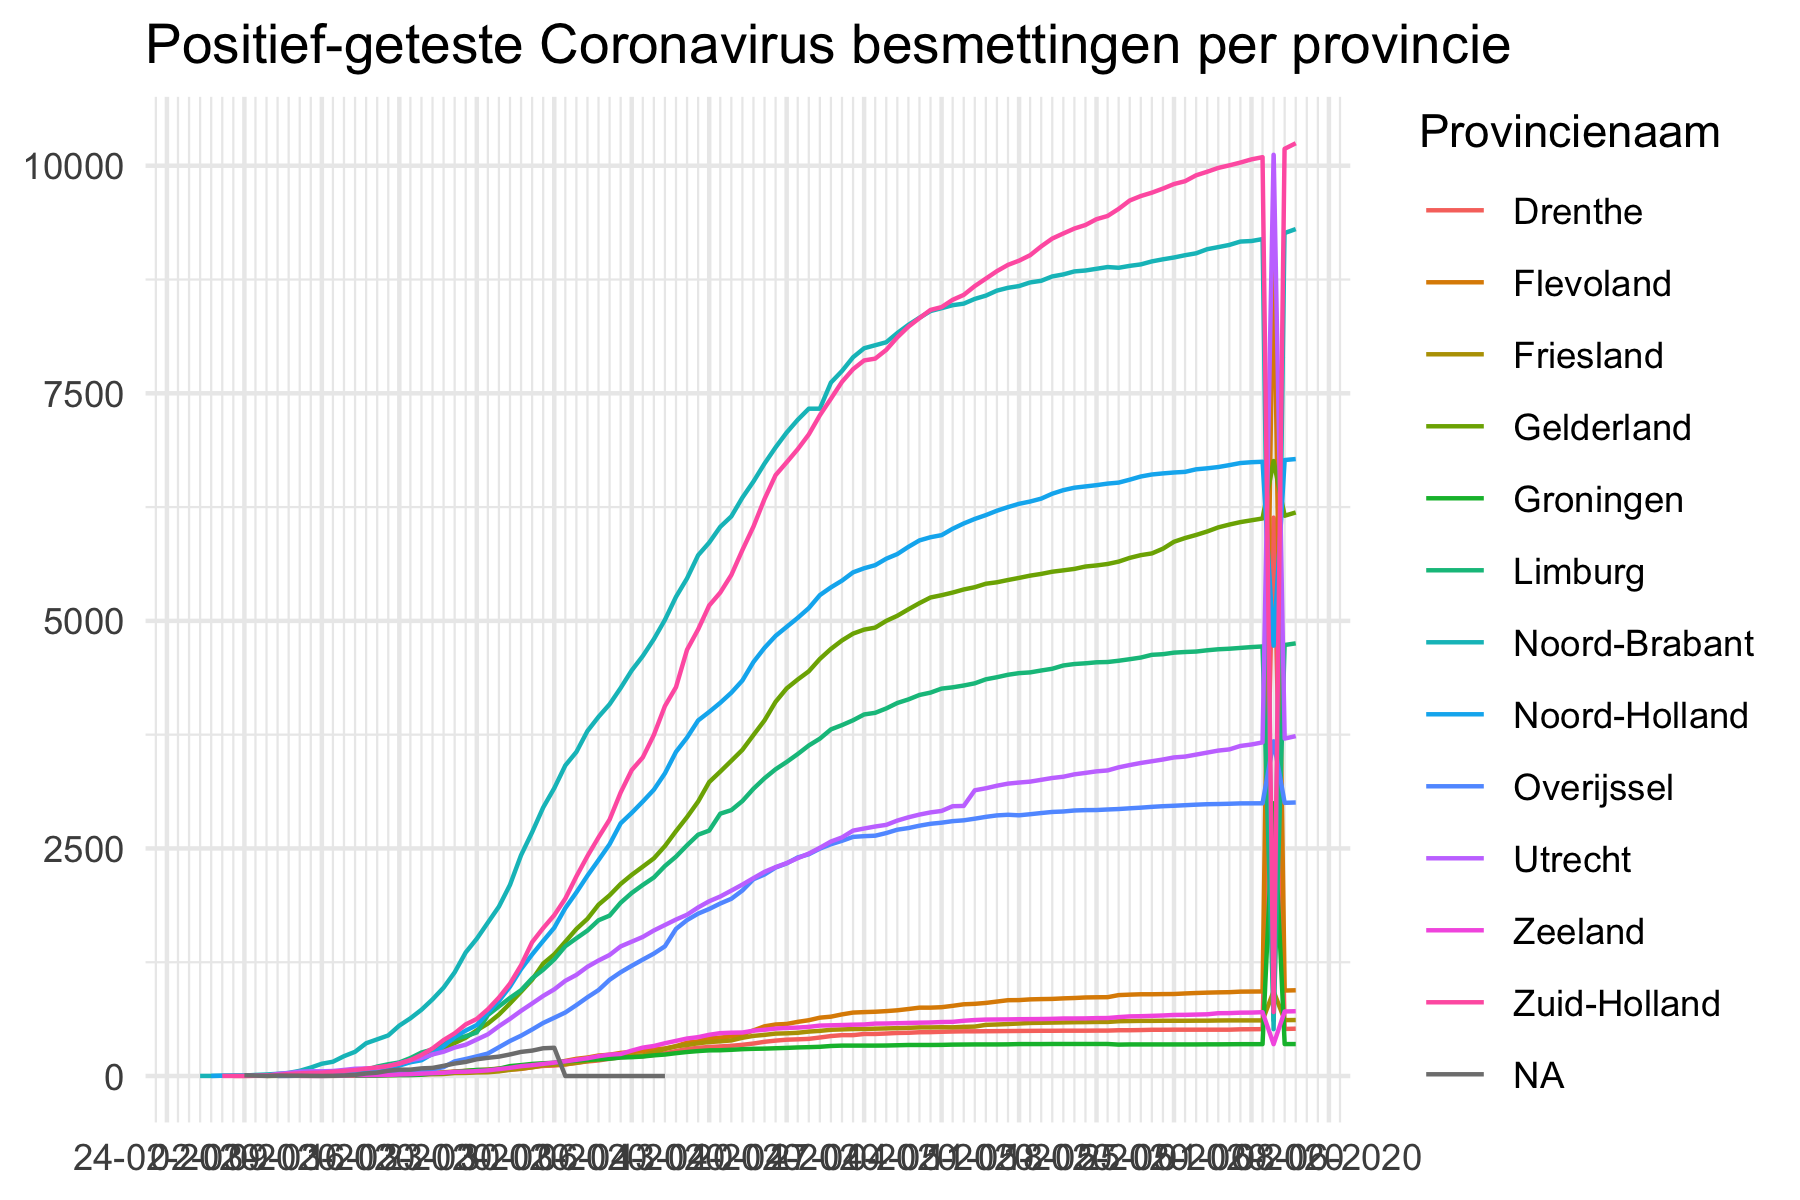 Positief-geteste Coronavirus besmettingen per provincie
10000
7500
5000
2500
0
Provincienaam
Drenthe
Flevoland
Friesland
Gelderland
Groningen
Limburg
Noord-Brabant
Noord-Holland
Overijssel
Utrecht
Zeeland
Zuid-Holland
NA